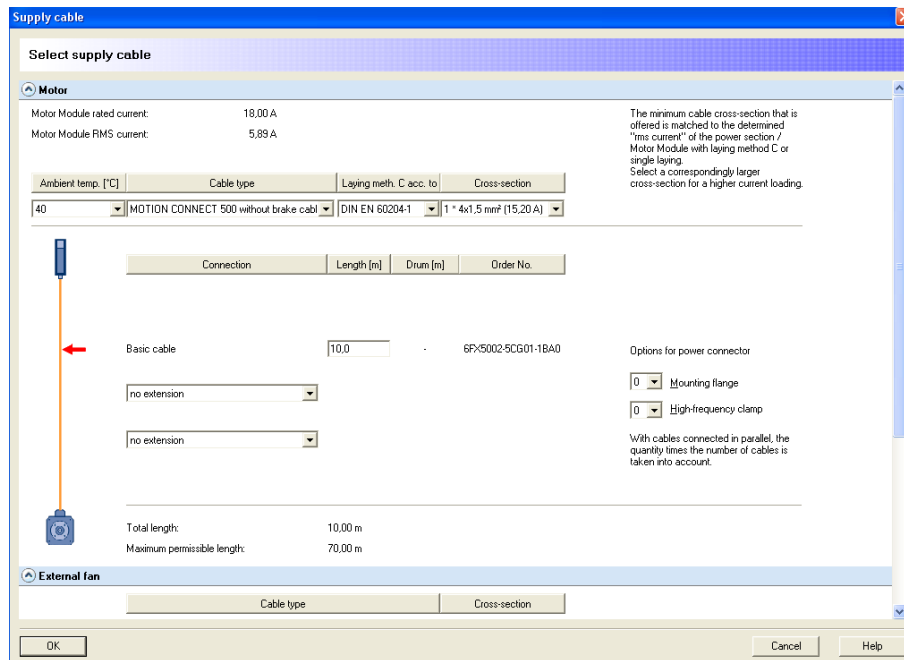 Supply cable
Select supply cable
Motor
Motor Module rated current: 18,00 A
Motor Module RMS current: 5,89 A
The minimum cable cross-section that is
offered is matched to the determined
"rms current" of the power section /
Motor Module with laying method C or
single laying.
Select a correspondingly larger
cross-section for a higher current loading.
Ambient temp. [°C] Cable type Laying meth. C acc. to Cross-section
40 MOTION CONNECT 500 without brake cabl DIN EN 60204-1 1 * 4x1,5 mm² (15,20 A)
Connection Length [m] Drum [m] Order No.
Basic cable 10,0 - 6FX5002-5CG01-1BA0
Options for power connector
no extension
0 Mounting flange
0 High-frequency clamp
no extension
With cables connected in parallel, the
quantity times the number of cables is
taken into account.
Total length: 10,00 m
Maximum permissible length: 70,00 m
External fan
Cable type Cross-section
OK Cancel Help